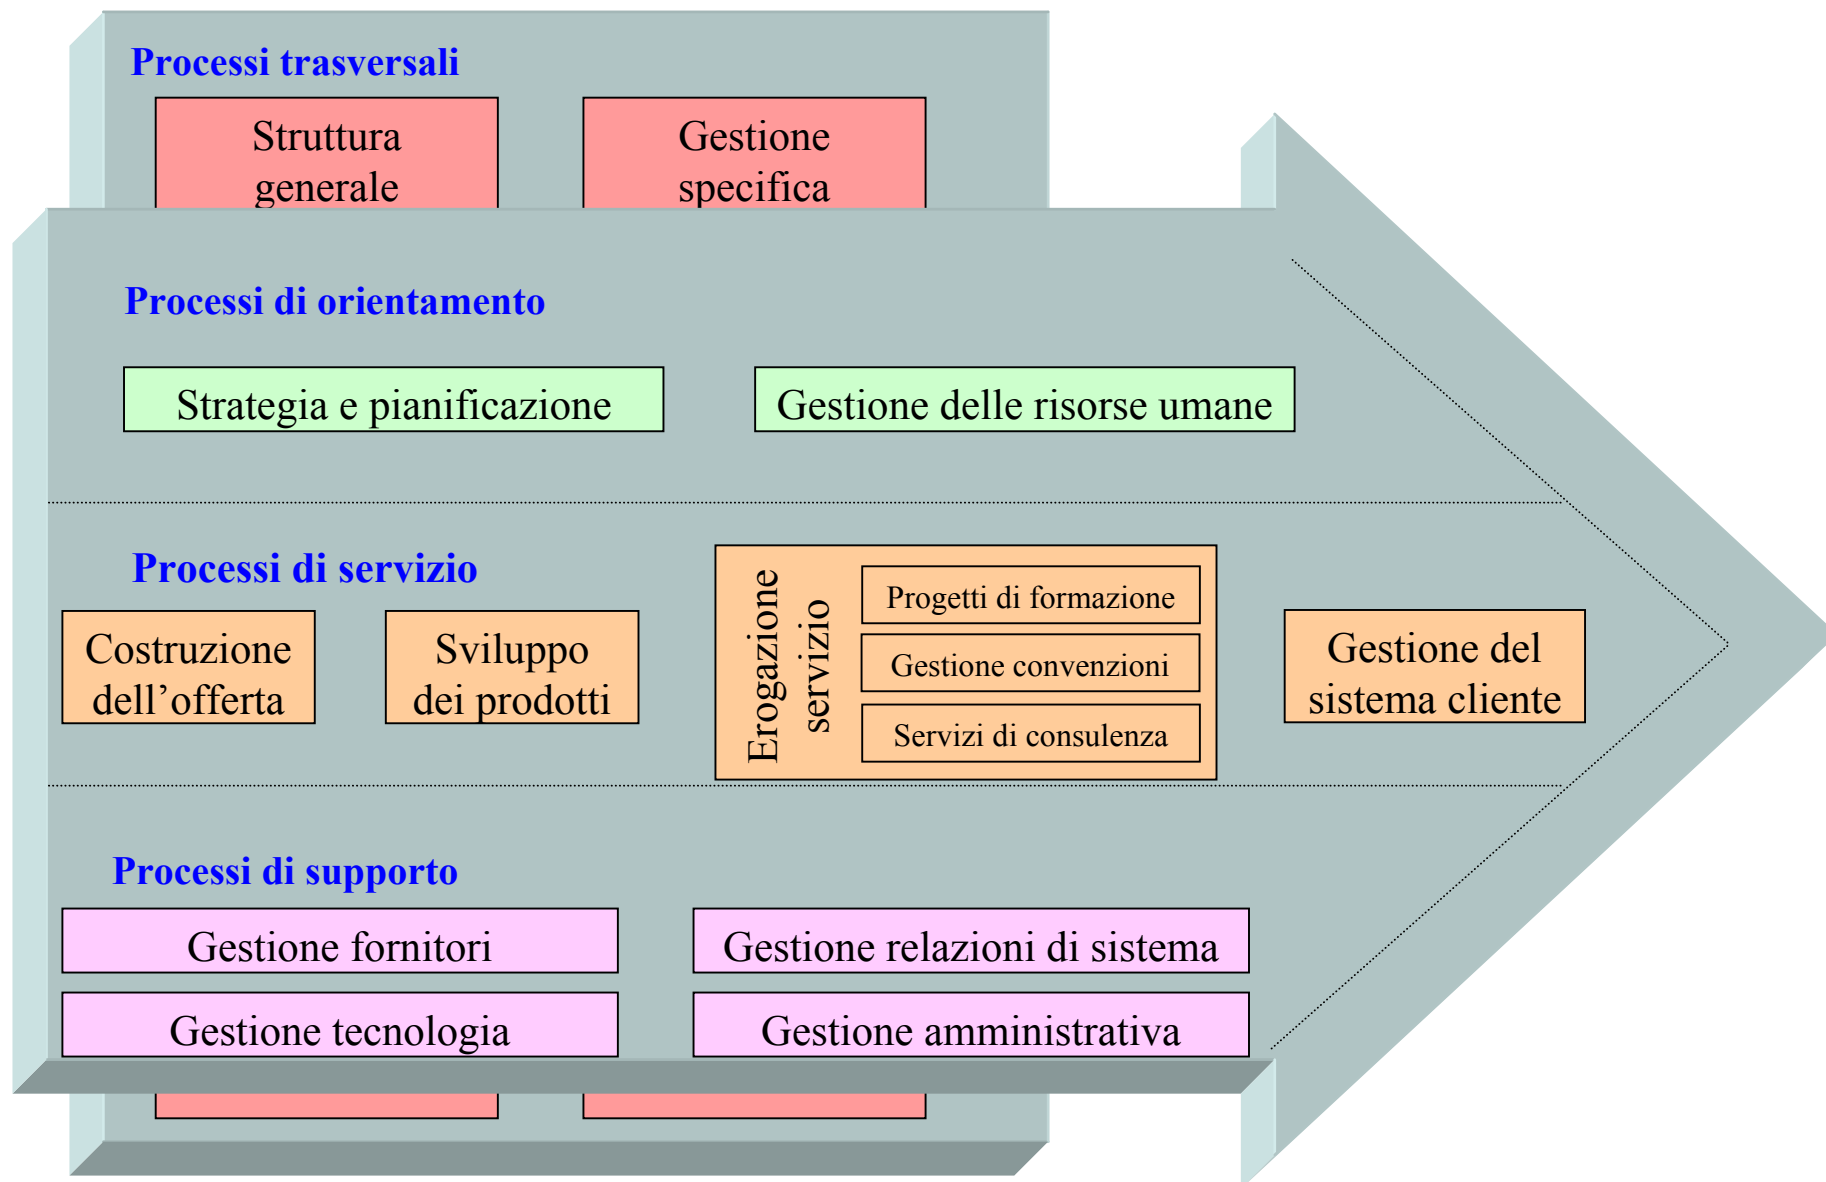 Processi trasversali
Struttura
generale
Gestione
specifica
Processi di orientamento
Strategia e pianificazione
Gestione delle risorse umane
Processi di servizio
Costruzione
dell’offerta
Sviluppo
dei prodotti
Erogazione
servizio
Progetti di formazione
Gestione convenzioni
Servizi di consulenza
Gestione del
sistema cliente
Processi di supporto
Gestione fornitori
Gestione relazioni di sistema
Gestione tecnologia
Gestione amministrativa